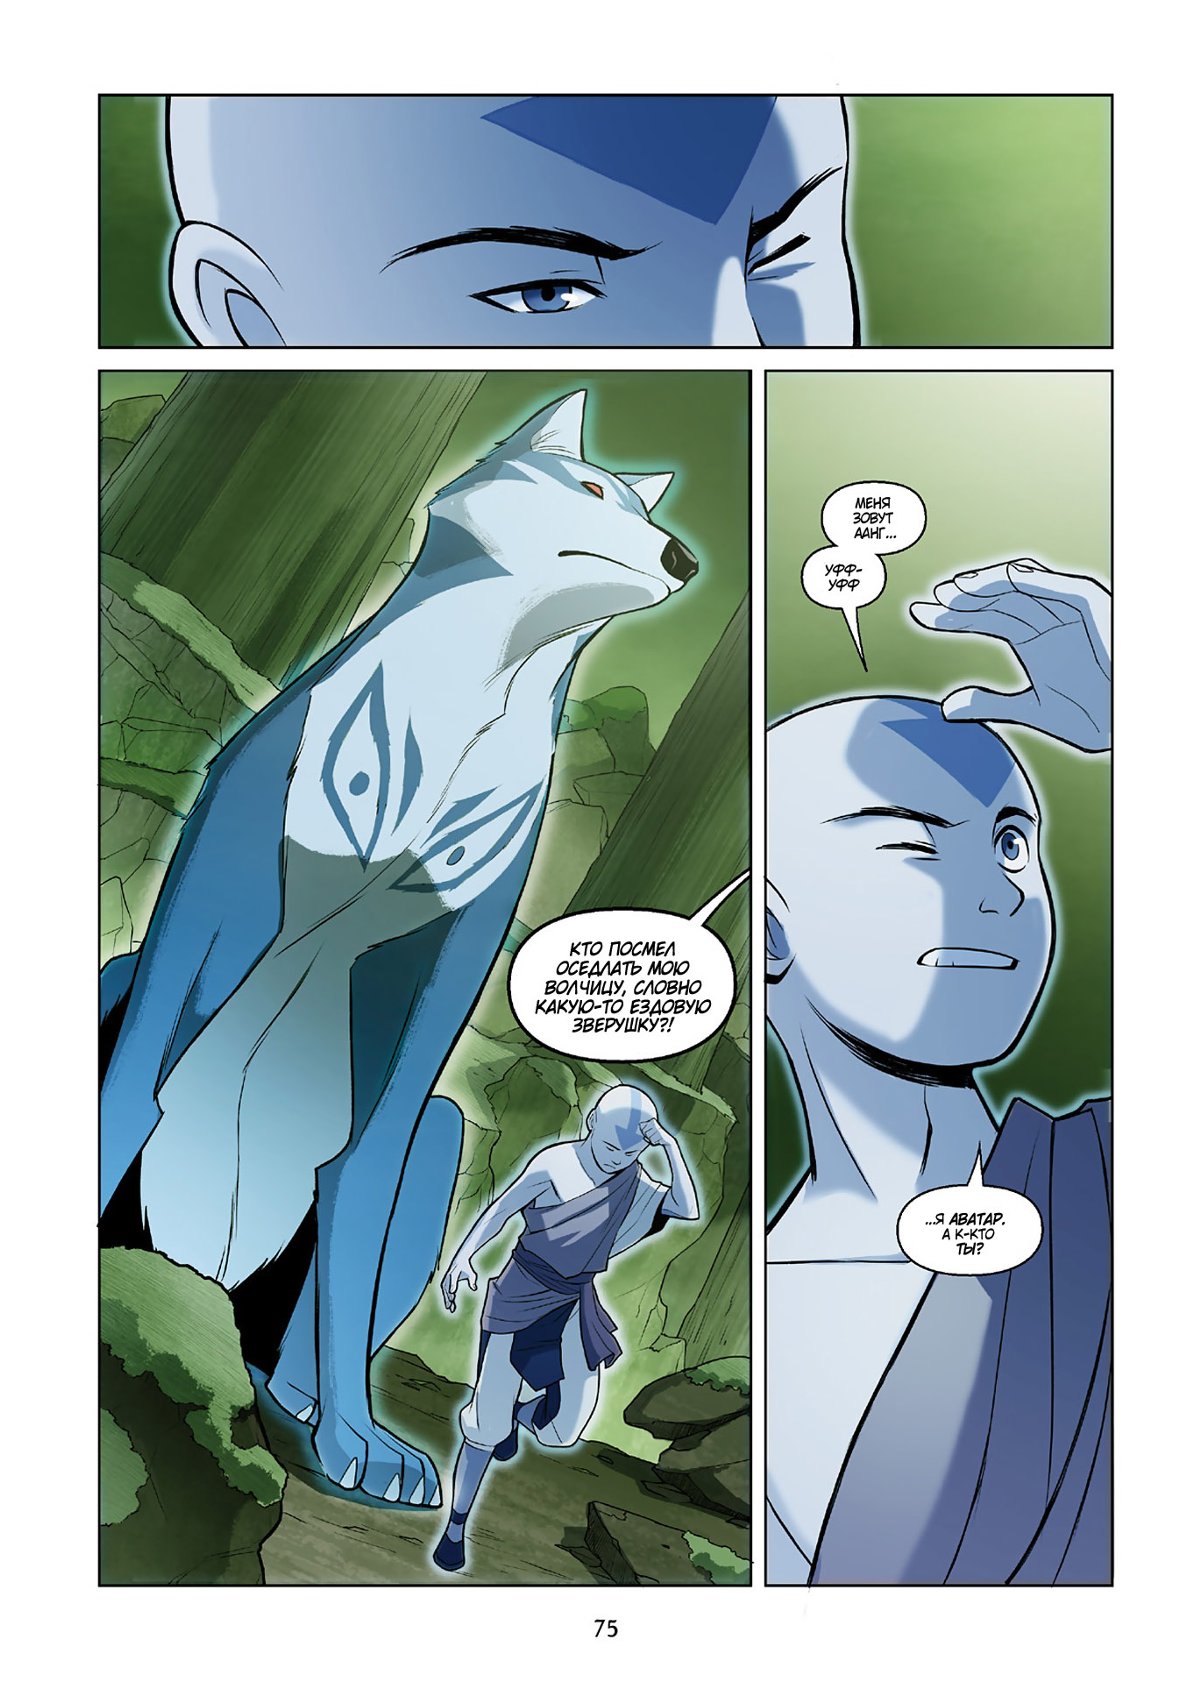 КТО ПОСМЕЛ
ОСЕДЛАТЬ МОЮ
ВОЛЧИЦУ, СЛОВНО
КАКУЮ-ТО ЕЗДОВУЮ
ЗВЕРУШКУ?!
МЕНЯ
ЗОВУТ
ААНГ...
УФФ-
УФФ
...Я АВАТАР.
А К-КТО
ТЫ?
75